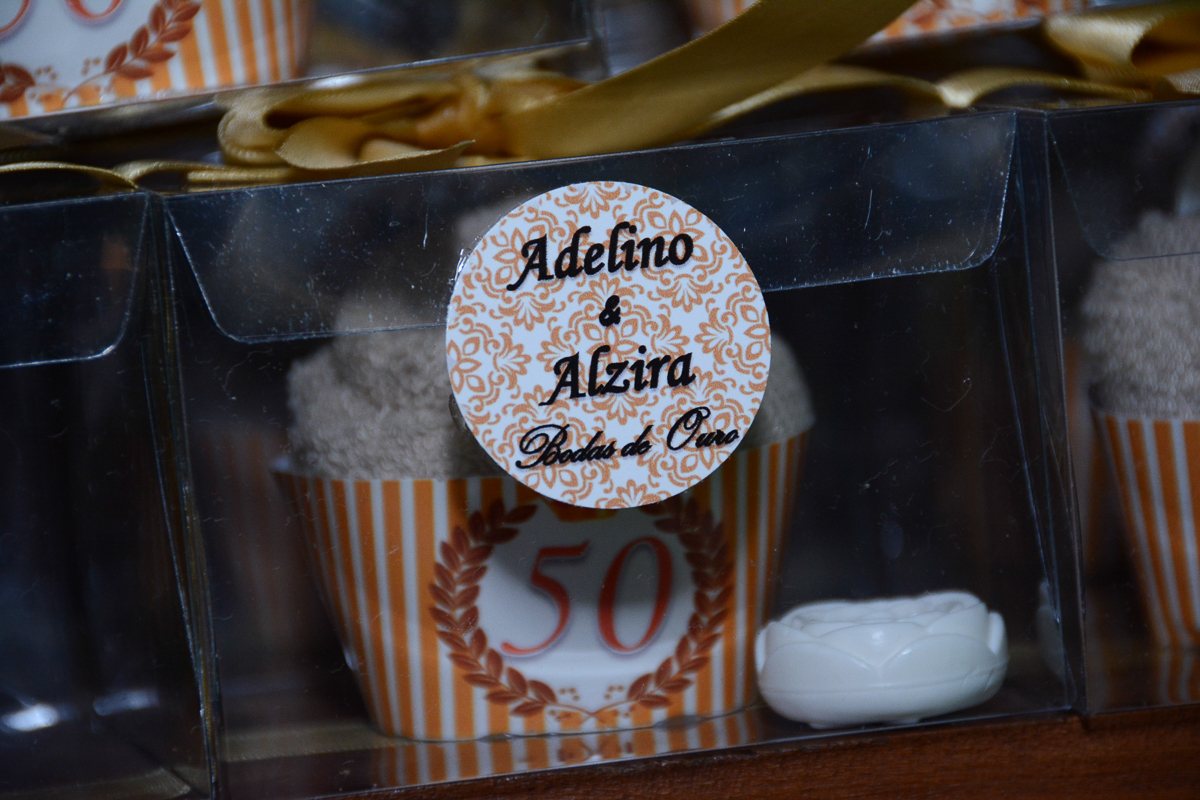 Adelino
&
Alzira
Bodas de Ouro
50